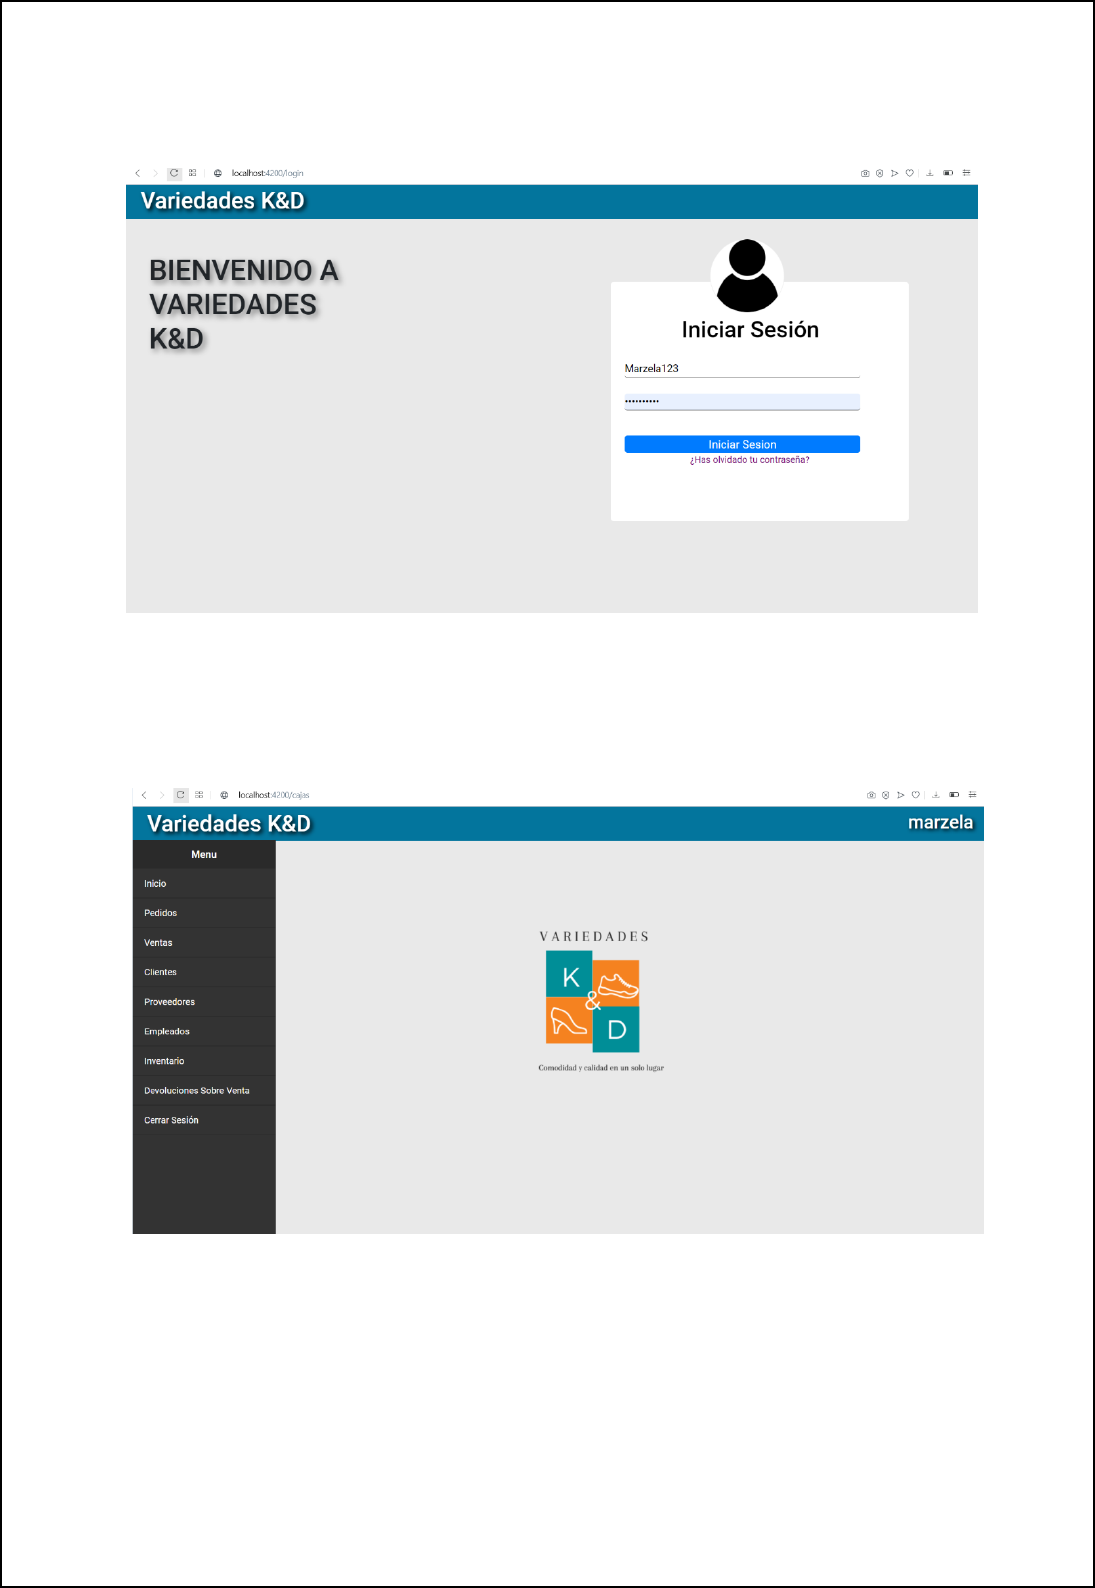 localhost:4200/login
Variedades K&D
BIENVENIDO A
VARIEDADES
K&D
Iniciar Sesión
Marzela123
••••••••••
Iniciar Sesion
¿Has olvidado tu contraseña?
localhost:4200/cajas
Variedades K&D
marzela
Menu
Inicio
Pedidos
Ventas
Clientes
Proveedores
Empleados
Inventario
Devoluciones Sobre Venta
Cerrar Sesión
VARIEDADES
K
&
D
Comodidad y calidad en un solo lugar